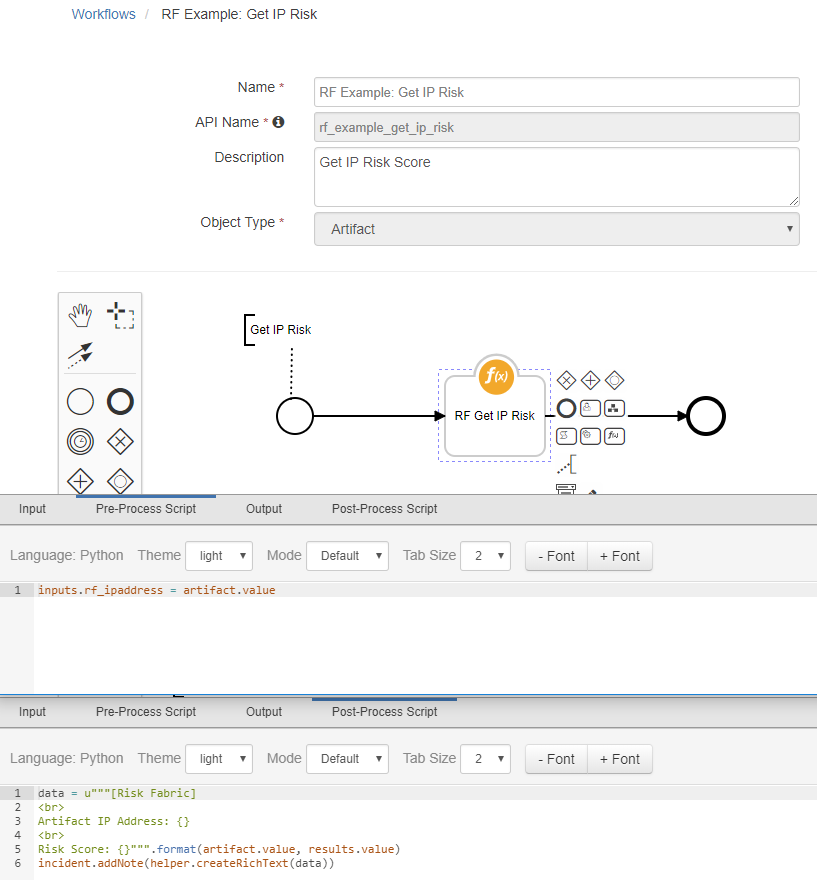 Workflows / RF Example: Get IP Risk
Name *
RF Example: Get IP Risk
API Name *
rf_example_get_ip_risk
Description
Get IP Risk Score
Object Type *
Artifact
Get IP Risk
f(x)
RF Get IP Risk
Input Pre-Process Script Output Post-Process Script
Language: Python Theme light Mode Default Tab Size 2 - Font + Font
1 inputs.rf_ipaddress = artifact.value
Input Pre-Process Script Output Post-Process Script
Language: Python Theme light Mode Default Tab Size 2 - Font + Font
1 data = u"""[Risk Fabric]
2 <br>
3 Artifact IP Address: {}
4 <br>
5 Risk Score: {}""".format(artifact.value, results.value)
6 incident.addNote(helper.createRichText(data))